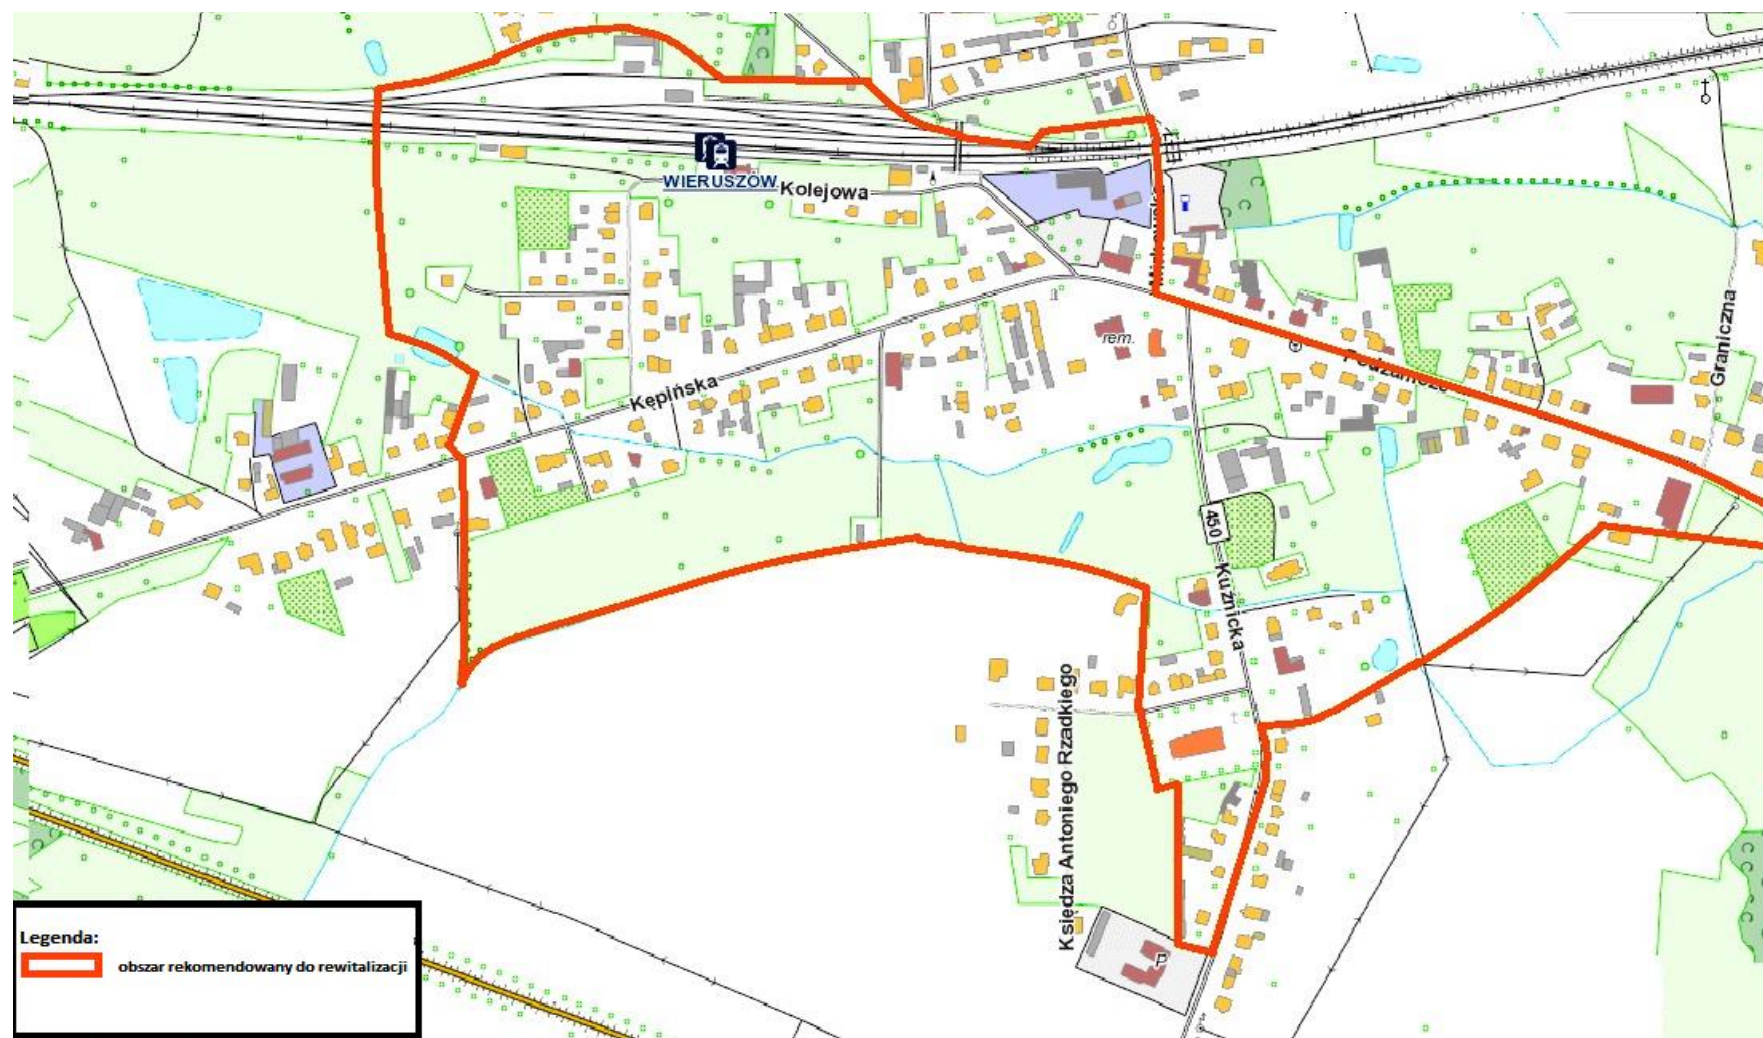 WIERUSZÓW
Kolejowa
Kępińska
rem.
Graniczna
450
Kuźnicka
Księdza Antoniego Rzadkiego
P
Legenda:
obszar rekomendowany do rewitalizacji